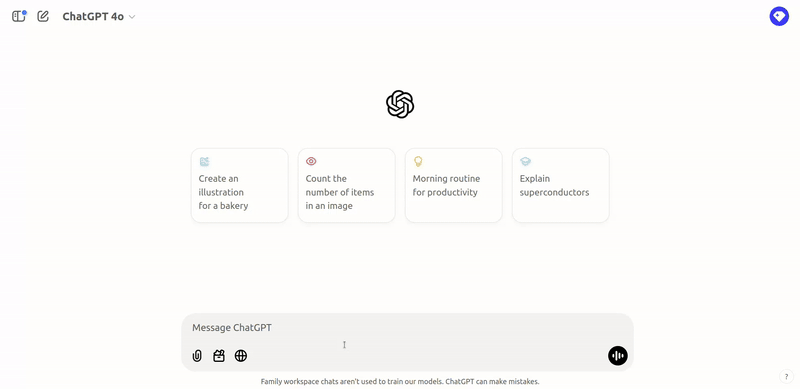 ChatGPT 4o
Create an
illustration
for a bakery
Count the
number of items
in an image
Morning routine
for productivity
Explain
superconductors
Message ChatGPT
Family workspace chats aren't used to train our models. ChatGPT can make mistakes.
?